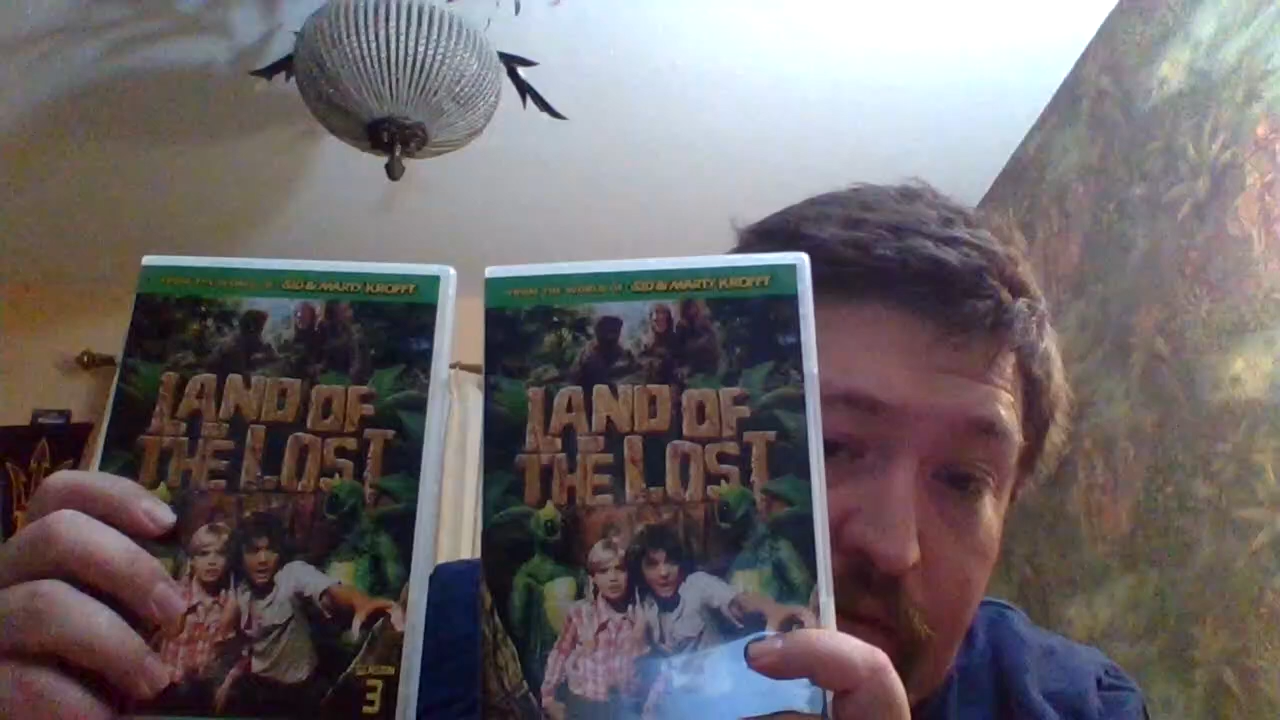 FROM THE WORLD OF SID & MARTY KROFFT
LAND OF
THE LOST
SEASON
3
FROM THE WORLD OF SID & MARTY KROFFT
LAND OF
THE LOST